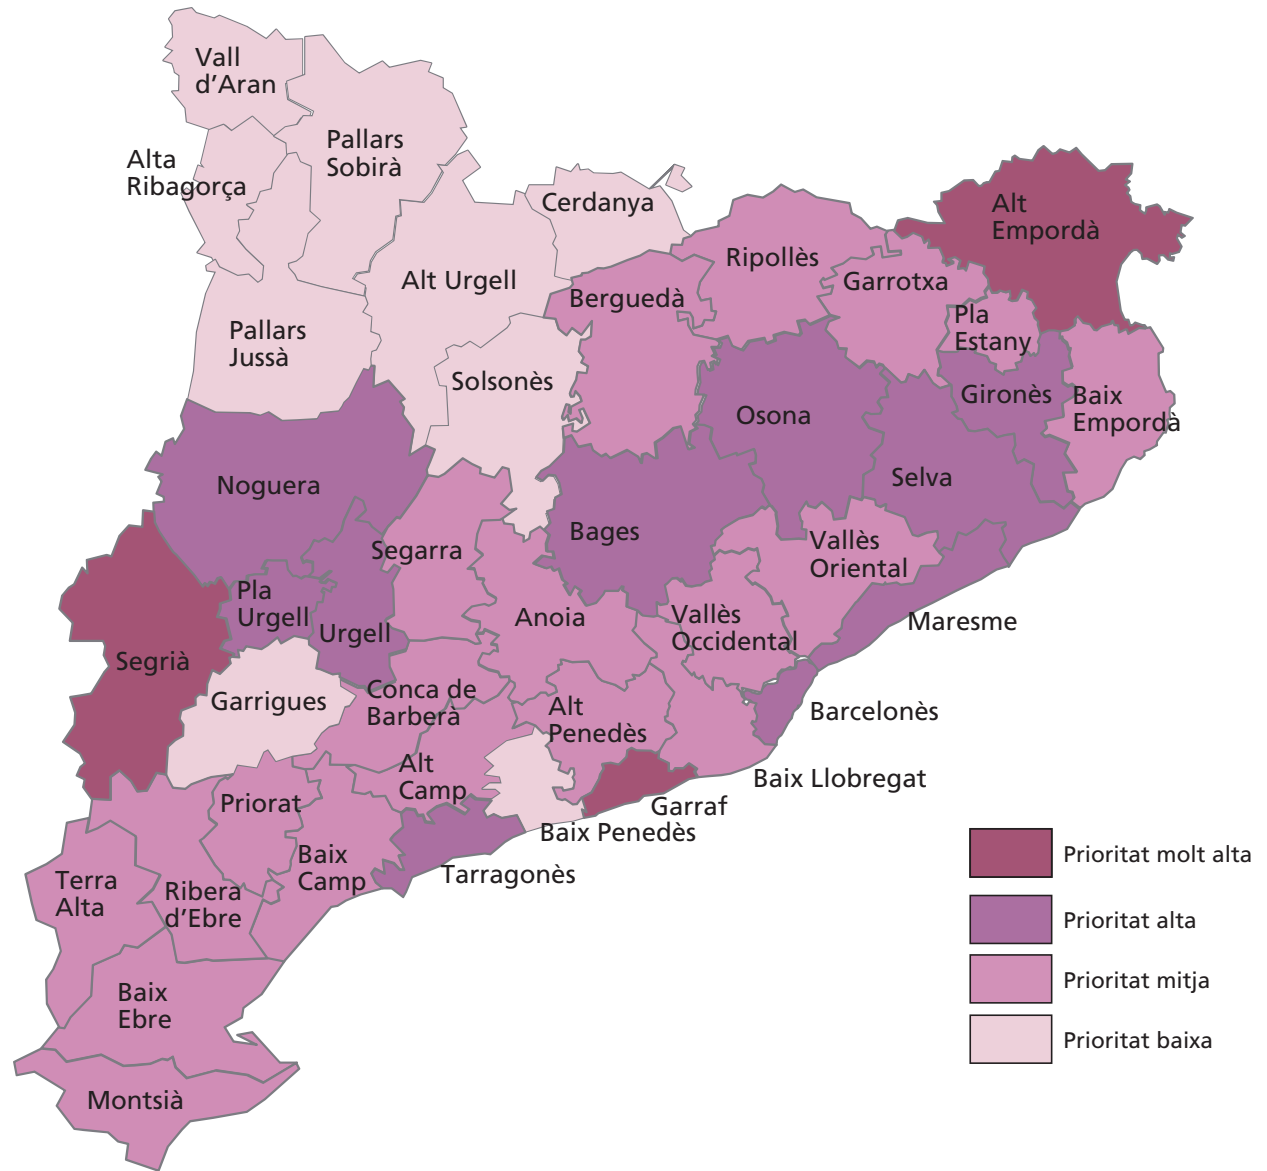 Vall
d'Aran
Pallars
Sobirà
Alta
Ribagorça
Cerdanya
Alt
Empordà
Ripollès
Garrotxa
Alt Urgell
Berguedà
Pla
Estany
Pallars
Jussà
Solsonès
Gironès
Baix
Empordà
Osona
Noguera
Selva
Bages
Segarra
Vallès
Oriental
Pla
Urgell
Urgell
Anoia
Vallès
Occidental
Maresme
Segrià
Garrigues
Conca de
Barberà
Alt
Penedès
Barcelonès
Alt
Camp
Baix Llobregat
Priorat
Garraf
Baix Penedès
Baix
Camp
Tarragonès
Terra
Alta
Ribera
d'Ebre
Baix
Ebre
Montsià
Prioritat molt alta
Prioritat alta
Prioritat mitja
Prioritat baixa